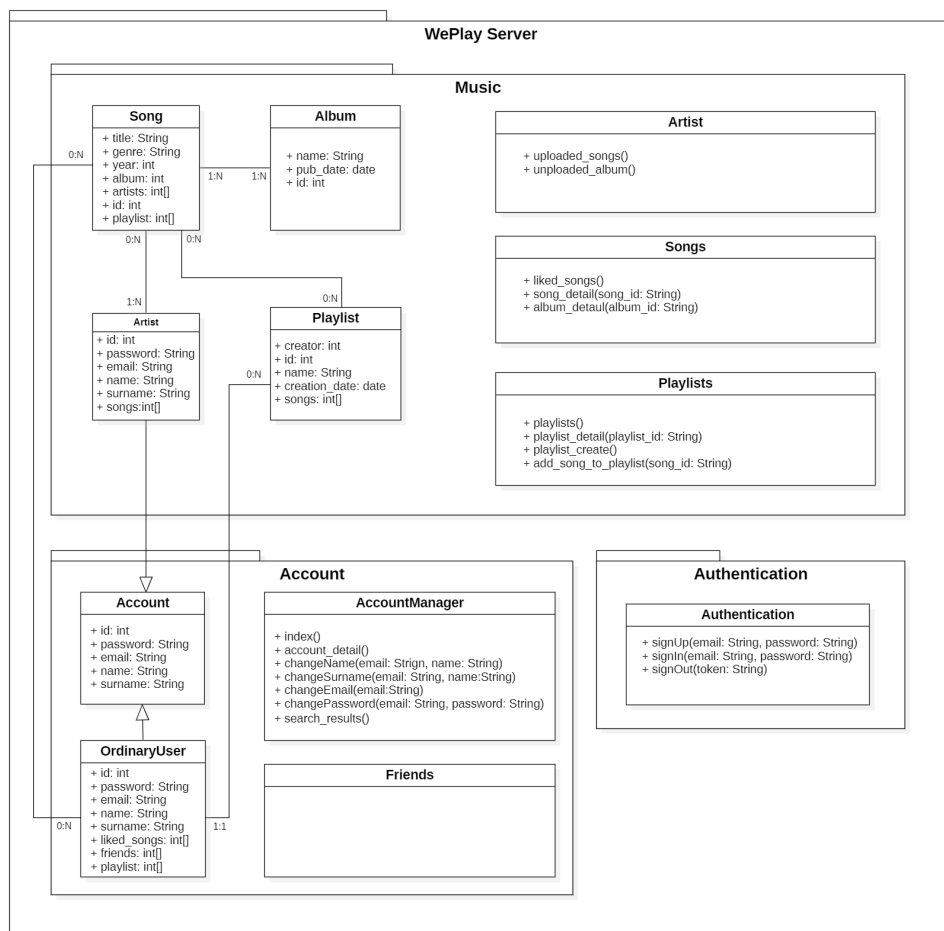 WePlay Server
Music
Song
+ title: String
+ genre: String
+ year: int
+ album: int
+ artists: int[]
+ id: int
+ playlist: int[]
0:N
1:N
1:N
Album
+ name: String
+ pub_date: date
+ id: int
Artist
+ uploaded_songs()
+ unploaded_album()
0:N
0:N
1:N
0:N
Songs
+ liked_songs()
+ song_detail(song_id: String)
+ album_detaul(album_id: String)
Artist
+ id: int
+ password: String
+ email: String
+ name: String
+ surname: String
+ songs:int[]
Playlist
+ creator: int
+ id: int
+ name: String
+ creation_date: date
+ songs: int[]
0:N
Playlists
+ playlists()
+ playlist_detail(playlist_id: String)
+ playlist_create()
+ add_song_to_playlist(song_id: String)
Account
Account
+ id: int
+ password: String
+ email: String
+ name: String
+ surname: String
AccountManager
+ index()
+ account_detail()
+ changeName(email: Strign, name: String)
+ changeSurname(email: String, name:String)
+ changeEmail(email:String)
+ changePassword(email: String, password: String)
+ search_results()
OrdinaryUser
+ id: int
+ password: String
+ email: String
+ name: String
+ surname: String
+ liked_songs: int[]
+ friends: int[]
+ playlist: int[]
0:N
1:1
Friends
Authentication
Authentication
+ signUp(email: String, password: String)
+ signIn(email: String, password: String)
+ signOut(token: String)